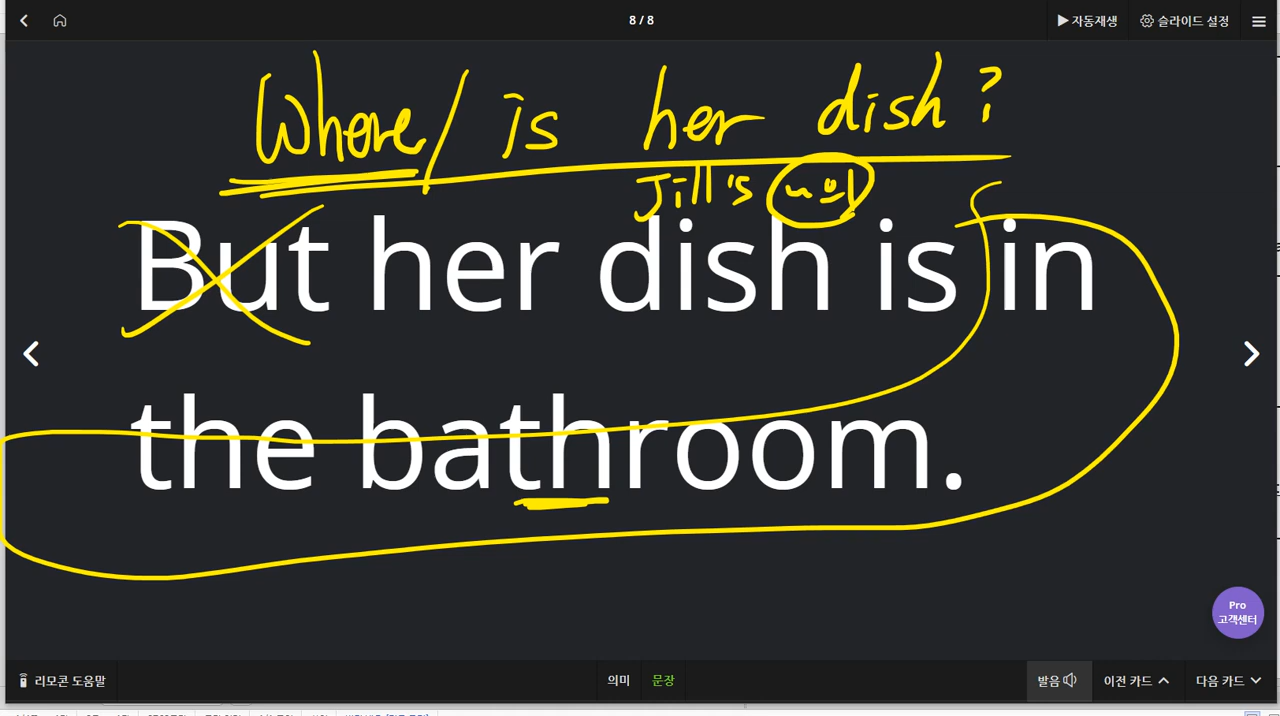 8 / 8
자동재생
슬라이드 설정
Where / is her dish?
Jill's
But her dish is in
the bathroom.
Pro
고객센터
리모콘 도움말
의미
문장
발음
이전 카드
다음 카드